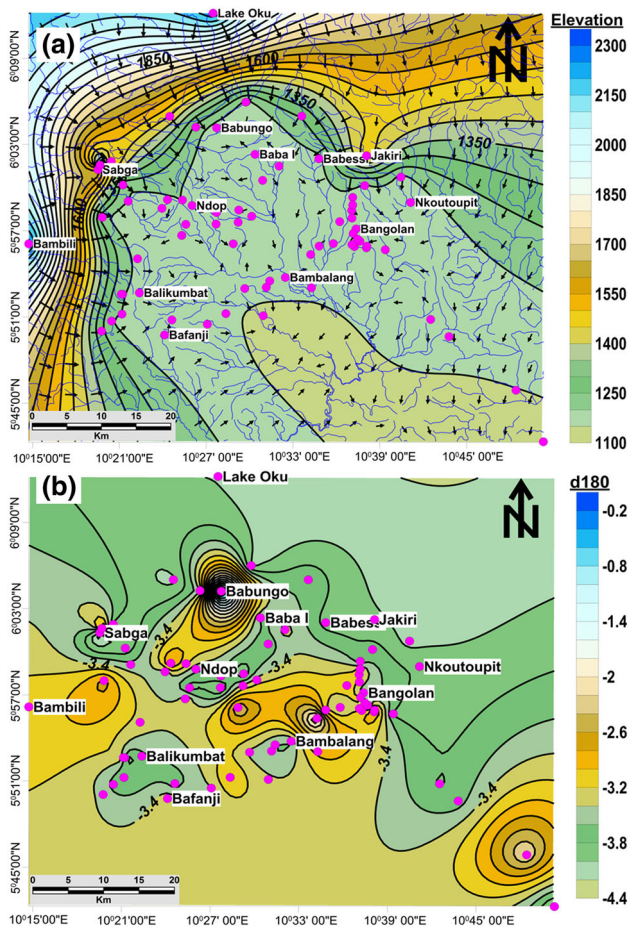 (a)
Lake Oku
N
Elevation
6°09'00"N
6°03'00"N
5°57'00"N
5°51'00"N
5°45'00"N
1850
1600
1350
1350
1600
Babungo
Baba I
Babessi
Jakiri
Sabga
Ndop
Nkoutoupit
Bambili
Bangolan
Bambalang
Balikumbat
Bafanji
2300
2150
2000
1850
1700
1550
1400
1250
1100
0 5 10 15 20
Km
10°15'00"E
10°21'00"E
10°27'00"E
10°33'00"E
10°39'00"E
10°45'00"E
(b)
Lake Oku
N
d180
6°09'00"N
6°03'00"N
5°57'00"N
5°51'00"N
5°45'00"N
Babungo
Baba I
Babessi
Jakiri
Sabga
-3.4
-3.4
Ndop
Nkoutoupit
Bambili
Bangolan
Bambalang
Balikumbat
-3.4
-3.4
-3.4
Bafanji
-0.2
-0.8
-1.4
-2
-2.6
-3.2
-3.8
-4.4
0 5 10 15 20
Km
10°15'00"E
10°21'00"E
10°27'00"E
10°33'00"E
10°39'00"E
10°45'00"E